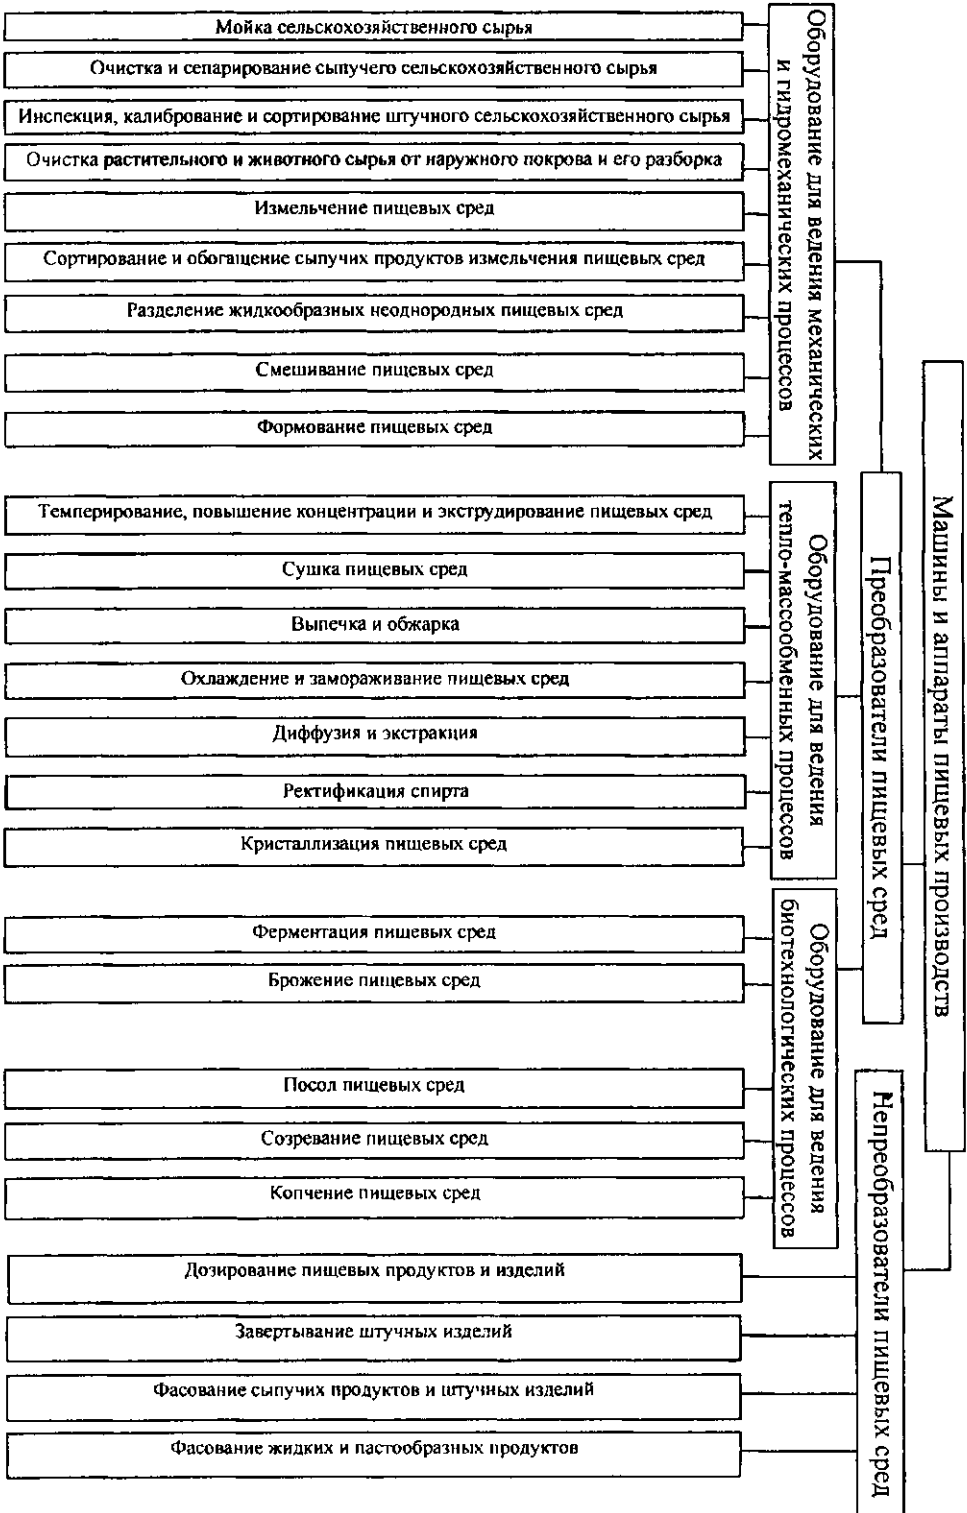 Машины и аппараты пищевых производств
Преобразователи пищевых сред
Непреобразователи пищевых сред
Оборудование для ведения механических
и гидромеханических процессов
Мойка сельскохозяйственного сырья
Очистка и сепарирование сыпучего сельскохозяйственного сырья
Инспекция, калибрование и сортирование штучного сельскохозяйственного сырья
Очистка растительного и животного сырья от наружного покрова и его разборка
Измельчение пищевых сред
Сортирование и обогащение сыпучих продуктов измельчения пищевых сред
Разделение жидкообразных неоднородных пищевых сред
Смешивание пищевых сред
Формование пищевых сред
Оборудование для ведения
тепло-массообменных процессов
Темперирование, повышение концентрации и экструдирование пищевых сред
Сушка пищевых сред
Выпечка и обжарка
Охлаждение и замораживание пищевых сред
Диффузия и экстракция
Ректификация спирта
Кристаллизация пищевых сред
Оборудование для ведения
биотехнологических процессов
Ферментация пищевых сред
Брожение пищевых сред
Посол пищевых сред
Созревание пищевых сред
Копчение пищевых сред
Дозирование пищевых продуктов и изделий
Завертывание штучных изделий
Фасование сыпучих продуктов и штучных изделий
Фасование жидких и пастообразных продуктов